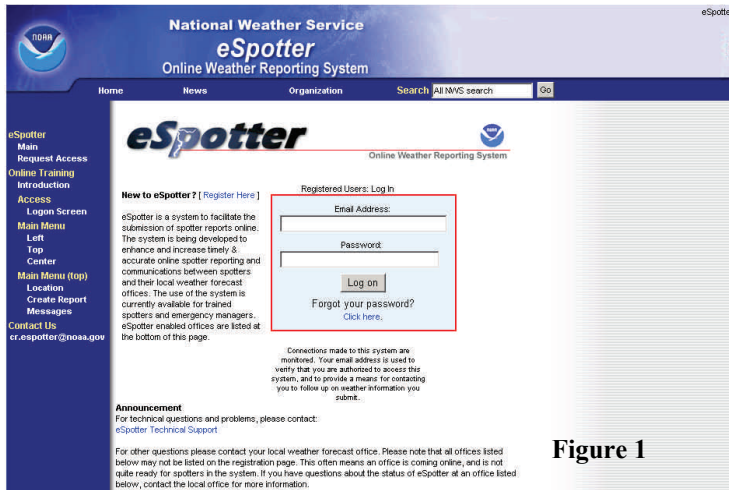 eSpotte
NOAA
National Weather Service
eSpotter
Online Weather Reporting System
Home News Organization Search All NWS search Go
eSpotter
Main
Request Access
Online Training
Introduction
Access
Logon Screen
Main Menu
Left
Top
Center
Main Menu (top)
Location
Create Report
Messages
Contact Us
cr.espotter@noaa.gov
eSpotter
Online Weather Reporting System
New to eSpotter? [ Register Here ]
eSpotter is a system to facilitate the
submission of spotter reports online.
The system is being developed to
enhance and increase timely &
accurate online spotter reporting and
communications between spotters
and their local weather forecast
offices. The use of the system is
currently available for trained
spotters and emergency managers.
eSpotter enabled offices are listed at
the bottom of this page.
Registered Users: Log In
Email Address:
Password:
Log on
Forgot your password?
Click here.
Connections made to this system are
monitored. Your email address is used to
verify that you are authorized to access this
system, and to provide a means for contacting
you to follow up on weather information you
submit.
Announcement
For technical questions and problems, please contact:
eSpotter Technical Support
For other questions please contact your local weather forecast office. Please note that all offices listed
below may not be listed on the registration page. This often means an office is coming online, and is not
quite ready for spotters in the system. If you have questions about the status of eSpotter at an office listed
below, contact the local office for more information.
Figure 1